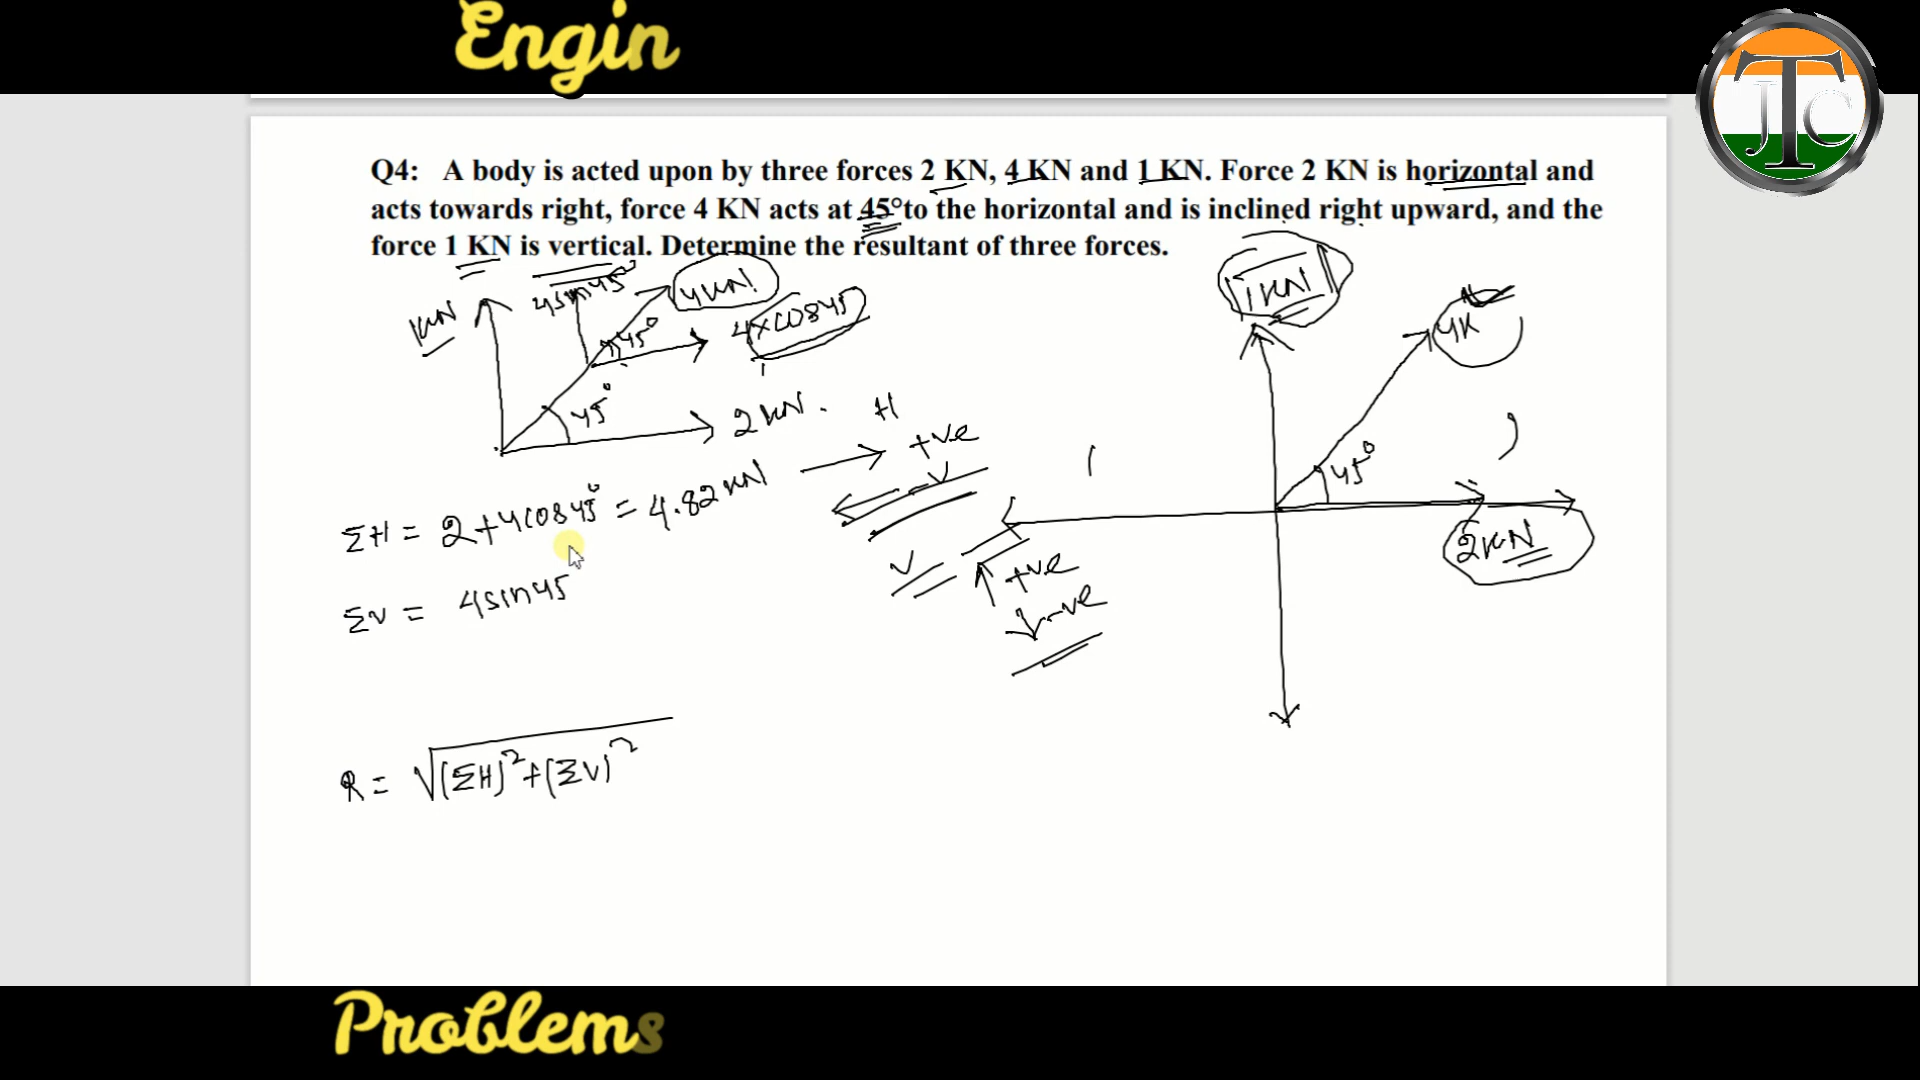 Engin
JTC
Q4: A body is acted upon by three forces 2 KN, 4 KN and 1 KN. Force 2 KN is horizontal and
acts towards right, force 4 KN acts at 45°to the horizontal and is inclined right upward, and the
force 1 KN is vertical. Determine the resultant of three forces.
1KN
4sin45°
4KN
KN
45°
4×cos45
4K
45°
2KN.
H
+ve
-V
45°
ΣH = 2+4cos45° = 4.82KN
2KN
V
+ve
-ve
ΣV = 4sin45
R = √(ΣH)²+(ΣV)²
Problems